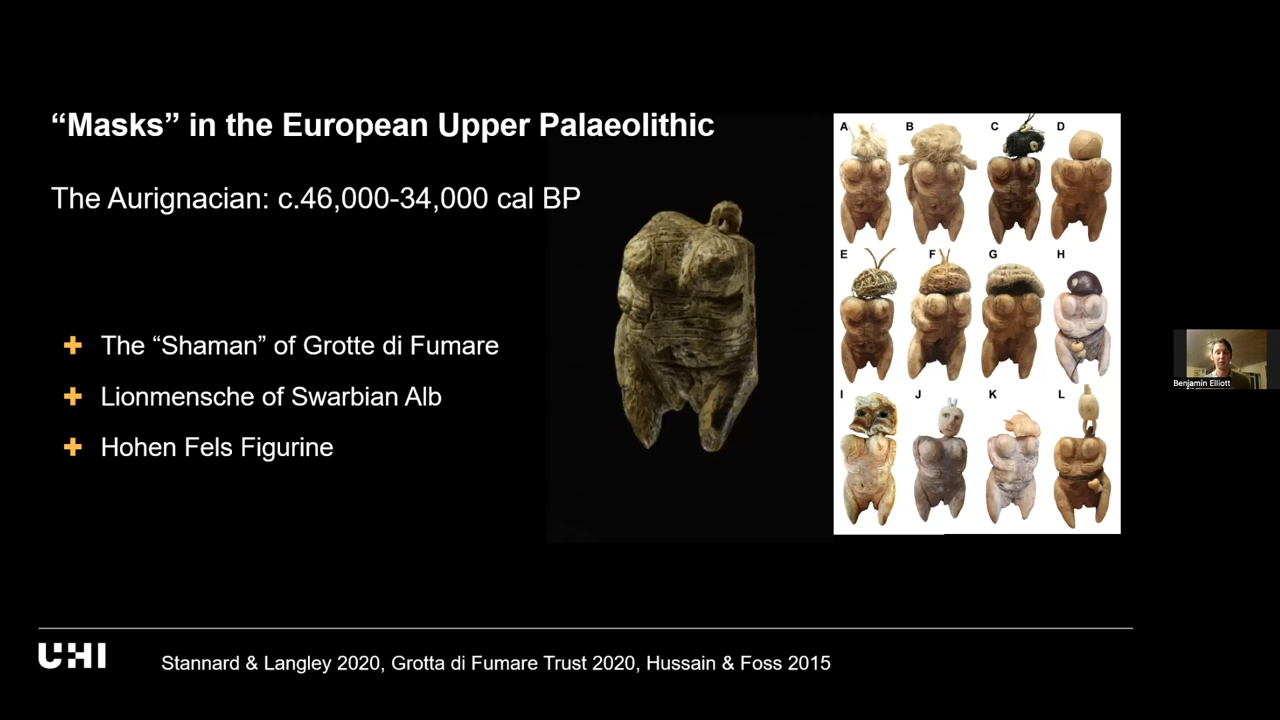 “Masks” in the European Upper Palaeolithic
The Aurignacian: c.46,000-34,000 cal BP
The “Shaman” of Grotte di Fumare
Lionmensche of Swarbian Alb
Hohen Fels Figurine
A B C D
E F G H
I J K L
Benjamin Elliott
UHI
Stannard & Langley 2020, Grotta di Fumare Trust 2020, Hussain & Foss 2015